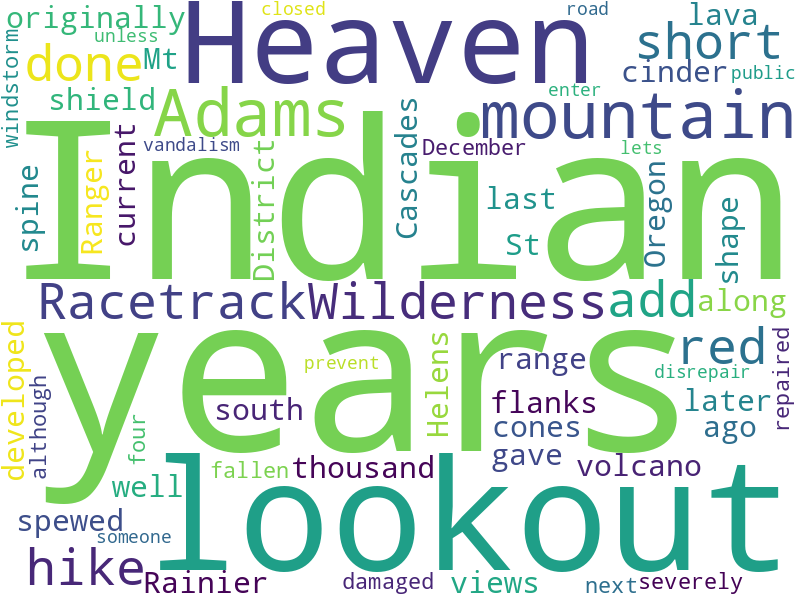 originally
closed
Heaven
road
lava
unless
done
Mt
short
windstorm
cinder
public
shield
Adams
enter
mountain
Indian
current
vandalism
Cascades
December
lets
Ranger
District
spine
last
Oregon
shape
St
Racetrack
Wilderness
add
along
years
developed
Helens
range
red
prevent
disrepair
repaired
although
south
flanks
later
four
cones
ago
gave
fallen
thousand
volcano
well
lookout
spewed
someone
hike
Rainier
damaged
views
next
severely